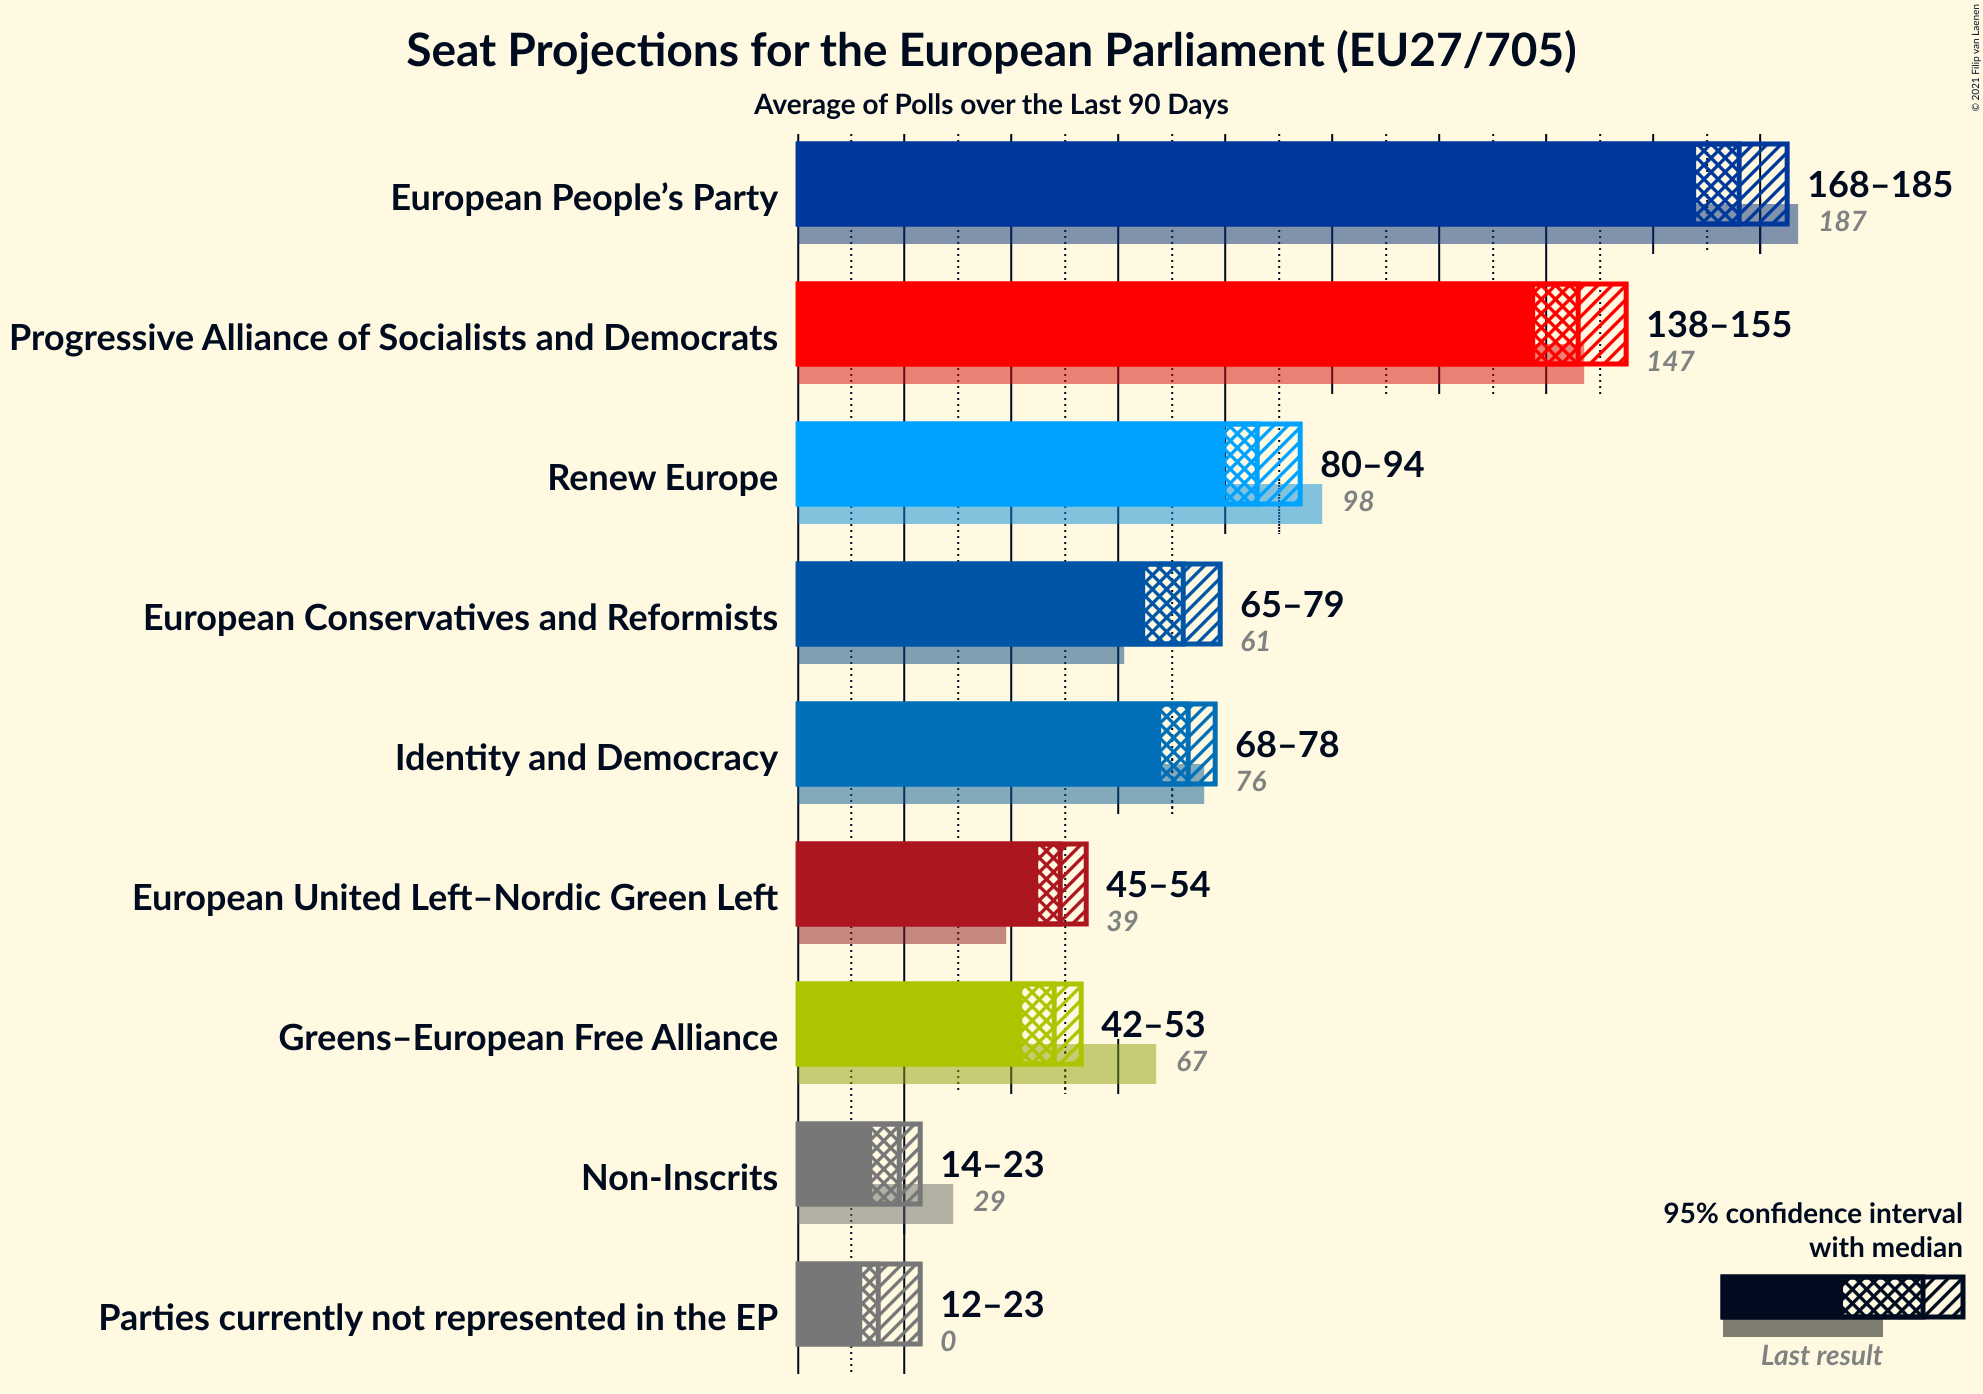 Seat Projections for the European Parliament (EU27/705)
Average of Polls over the Last 90 Days
© 2021 Filip van Laenen
European People’s Party
168–185
187
Progressive Alliance of Socialists and Democrats
138–155
147
Renew Europe
80–94
98
European Conservatives and Reformists
65–79
61
Identity and Democracy
68–78
76
European United Left–Nordic Green Left
45–54
39
Greens–European Free Alliance
42–53
67
Non-Inscrits
14–23
29
Parties currently not represented in the EP
12–23
0
95% confidence interval
with median
Last result